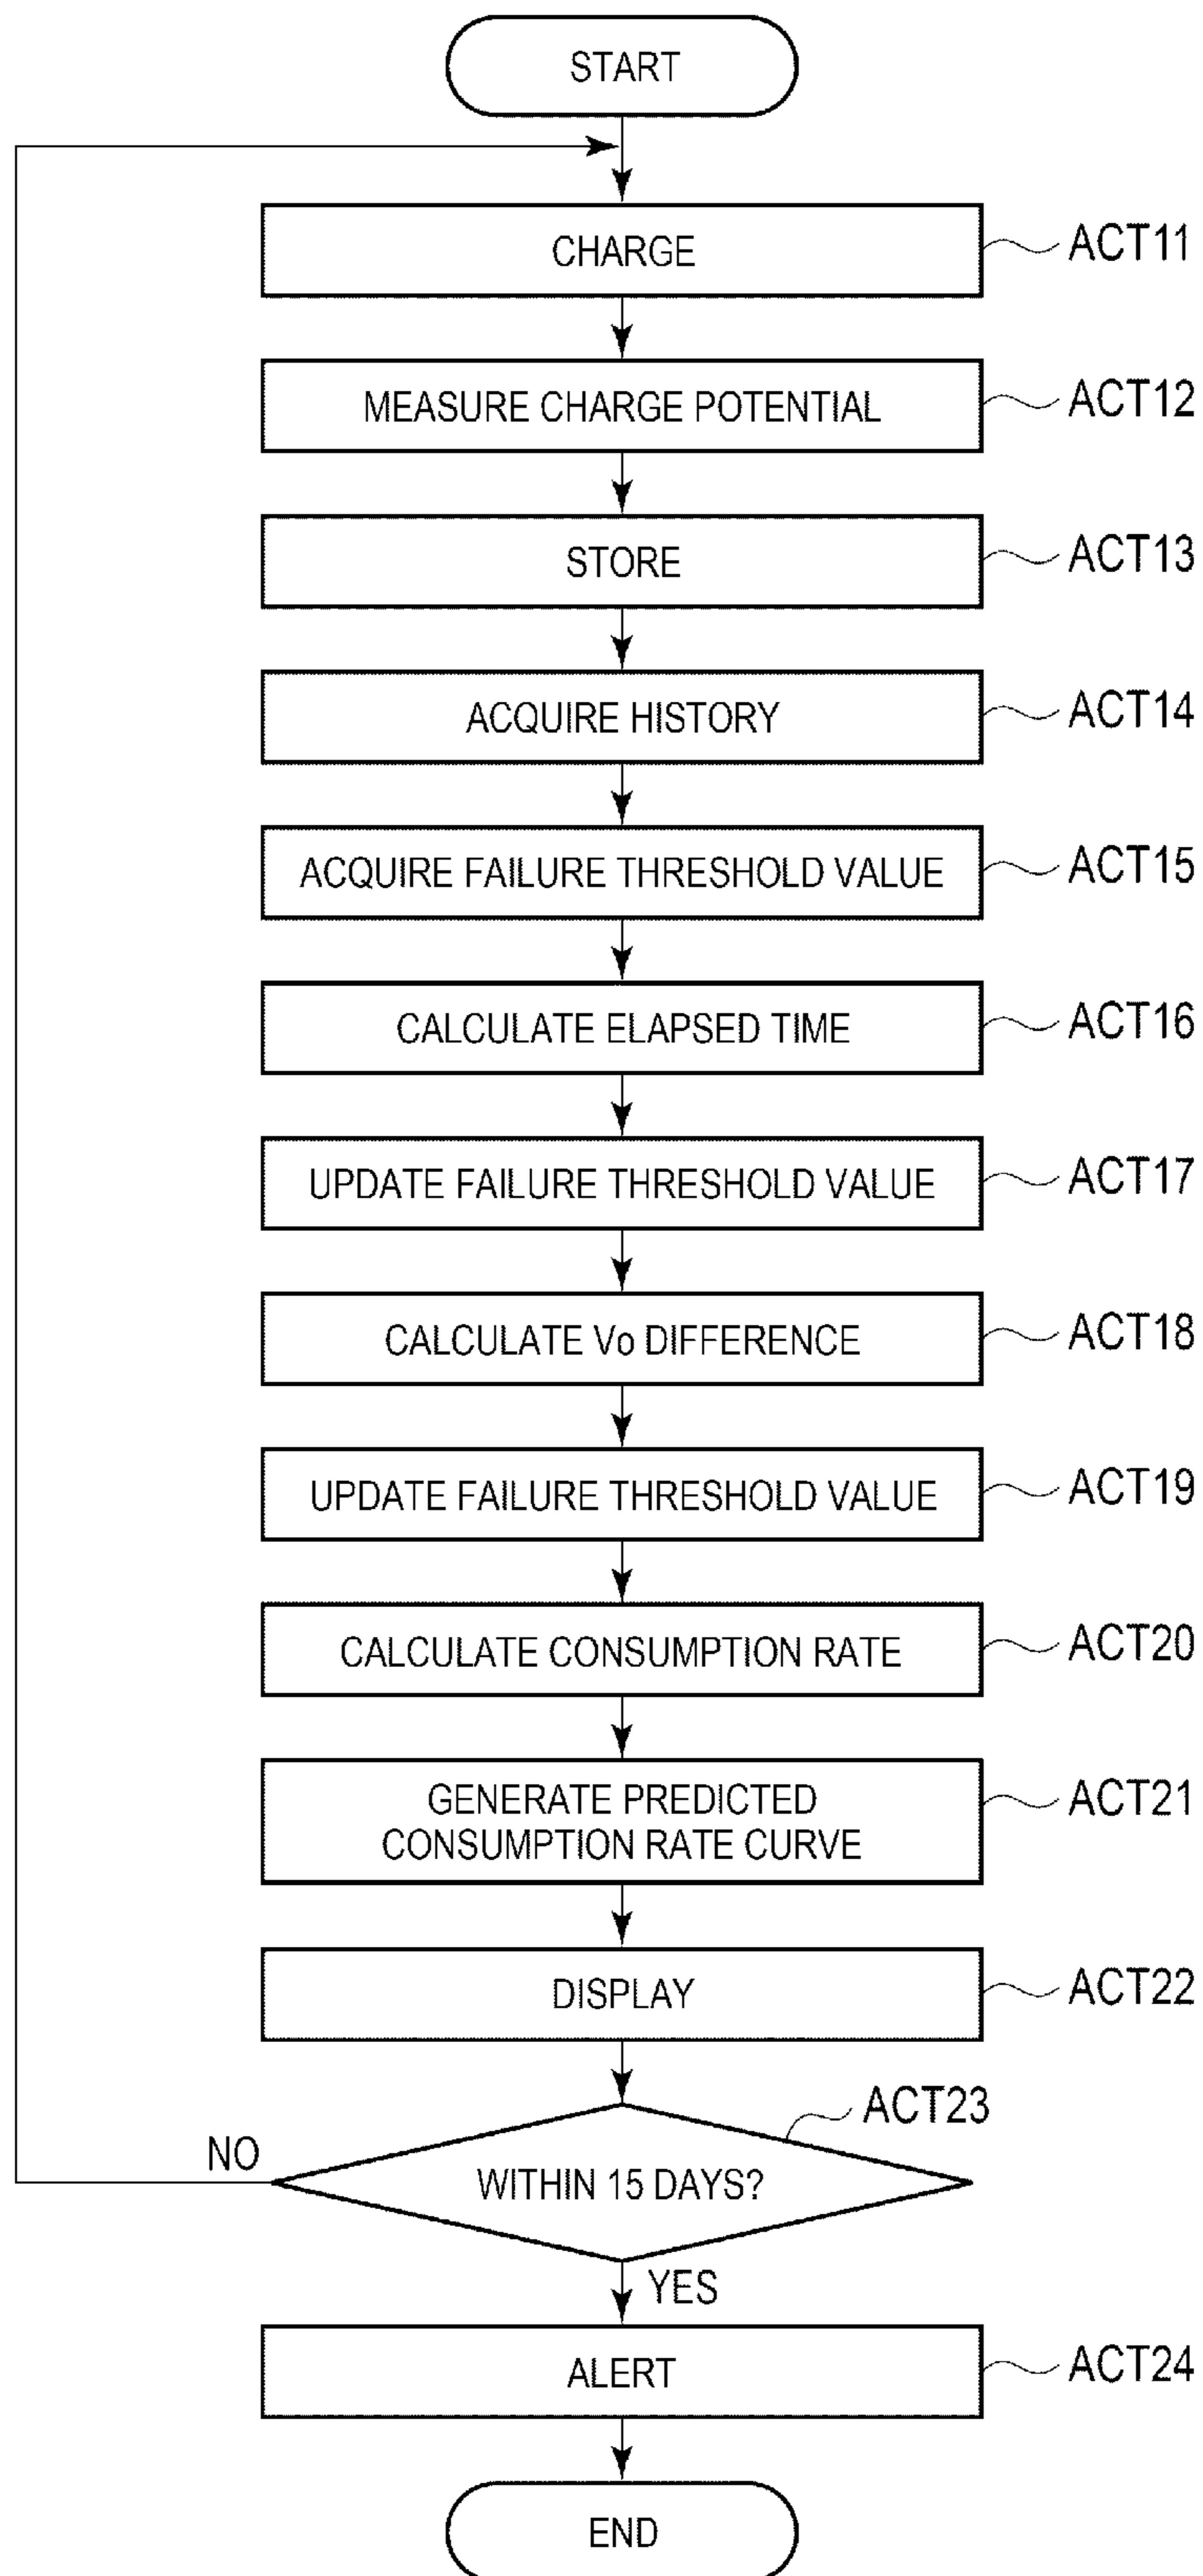 START
CHARGE
ACT11
MEASURE CHARGE POTENTIAL
ACT12
STORE
ACT13
ACQUIRE HISTORY
ACT14
ACQUIRE FAILURE THRESHOLD VALUE
ACT15
CALCULATE ELAPSED TIME
ACT16
UPDATE FAILURE THRESHOLD VALUE
ACT17
CALCULATE Vo DIFFERENCE
ACT18
UPDATE FAILURE THRESHOLD VALUE
ACT19
CALCULATE CONSUMPTION RATE
ACT20
GENERATE PREDICTED
CONSUMPTION RATE CURVE
ACT21
DISPLAY
ACT22
ACT23
NO
WITHIN 15 DAYS?
YES
ALERT
ACT24
END